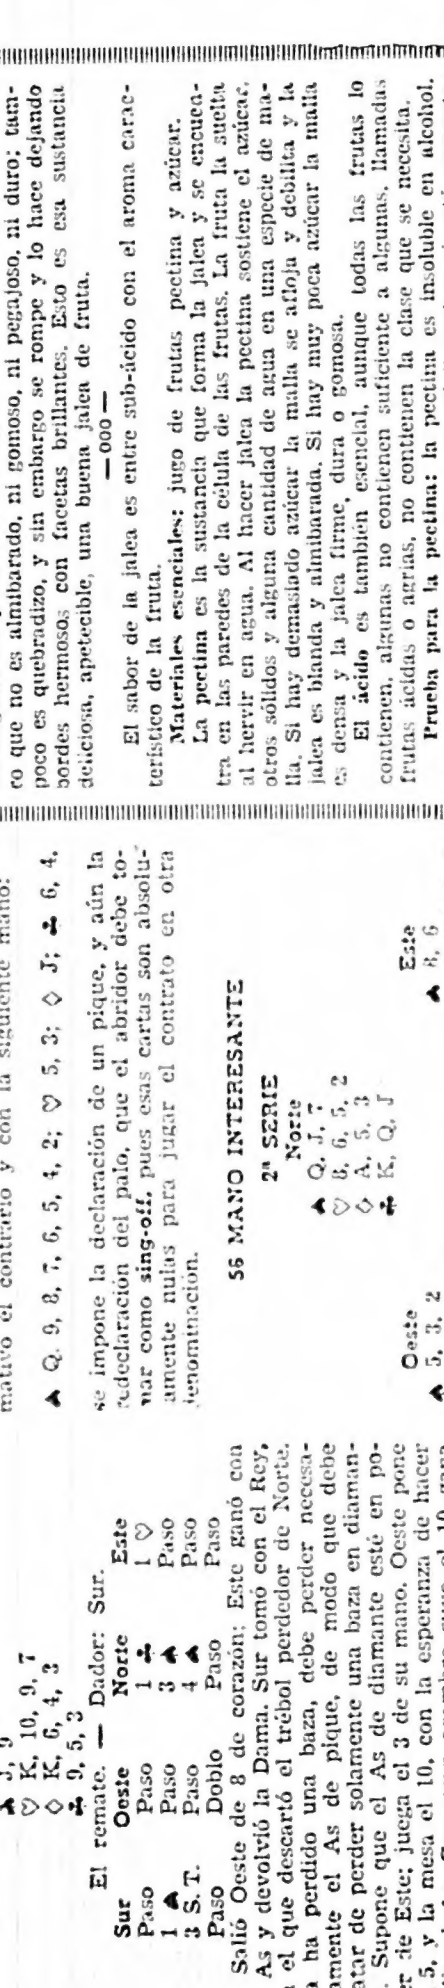 ♠ J, 9
♡ K, 10, 9, 7
♢ K, 6, 4, 3
♣ 9, 5, 3
El remate. — Dador: Sur.
Sur Oeste Norte Este
Paso Paso 1 ♣ 1 ♡
1 ♠ Paso 3 ♠ Paso
3 S. T. Paso 4 ♠ Paso
Paso Doblo Paso Paso
Salió Oeste de 8 de corazón; Este ganó con
As y devolvió la Dama. Sur tomó con el Rey,
el que descartó el trébol perdedor de Norte.
ha perdido una baza, debe perder necesa-
mente el As de pique, de modo que debe
tar de perder solamente una baza en diaman-
Supone que el As de diamante esté en po-
er de Este; juega el 3 de su mano. Oeste pone
5, y la mesa el 10, con la esperanza de hacer
mativo el contrario y con la siguiente mano:
♠ Q. 9, 8, 7, 6, 5, 4, 2; ♡ 5, 3; ♢ J; ♣ 6, 4.
se impone la declaración de un pique, y aún la
redeclaración del palo, que el abridor debe to-
mar como sing-off, pues esas cartas son absolu-
amente nulas para jugar el contrato en otra
denominación.
56 MANO INTERESANTE
2ª SERIE
Norte
♠ Q, J, 7
♡ 8, 6, 5, 2
♢ A, 5, 3
♣ K, Q, J
Oeste Este
♠ 5, 3, 2 ♠ 8, 6
ro que no es almibarado, ni gomoso, ni pegajoso, ni duro; tam-
poco es quebradizo, y sin embargo se rompe y lo hace dejando
bordes hermosos con facetas brillantes. Esto es esa sustancia
deliciosa, apetecible, una buena jalea de fruta.
—000—
El sabor de la jalea es entre sub-ácido con el aroma carac-
terístico de la fruta.
Materiales esenciales: jugo de frutas pectina y azúcar.
La pectina es la sustancia que forma la jalea y se encuen-
tra en las paredes de la célula de las frutas. La fruta la suelta
al hervir en agua. Al hacer jalea la pectina sostiene el azúcar,
otros sólidos y alguna cantidad de agua en una especie de ma-
lla. Si hay demasiado azúcar la malla se afloja y debilita y la
jalea es blanda y almibarada. Si hay muy poca azúcar la malla
es densa y la jalea firme, dura o gomosa.
El ácido es también esencial, aunque todas las frutas lo
contienen, algunas no contienen suficiente a algunas, llamadas
frutas ácidas o agrias, no contienen la clase que se necesita.
Prueba para la pectina: la pectina es insoluble en alcohol.